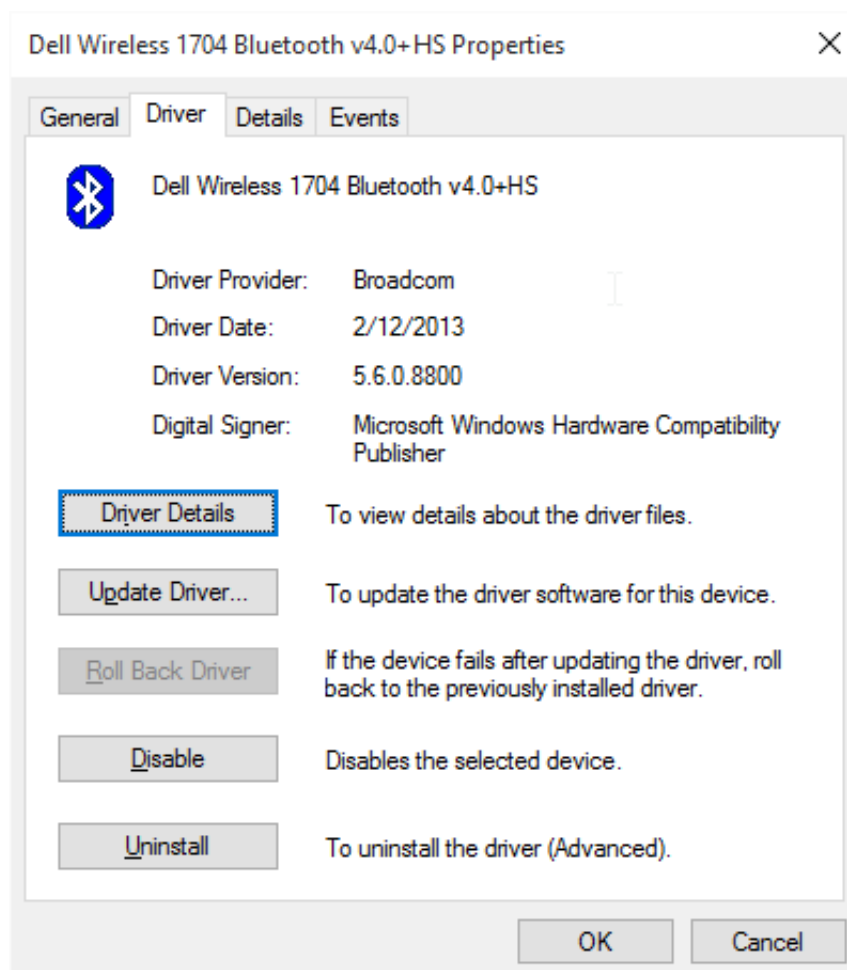 Dell Wireless 1704 Bluetooth v4.0+HS Properties
General Driver Details Events
Dell Wireless 1704 Bluetooth v4.0+HS
Driver Provider: Broadcom
Driver Date: 2/12/2013
Driver Version: 5.6.0.8800
Digital Signer: Microsoft Windows Hardware Compatibility
Publisher
Driver Details To view details about the driver files.
Update Driver... To update the driver software for this device.
Roll Back Driver If the device fails after updating the driver, roll
back to the previously installed driver.
Disable Disables the selected device.
Uninstall To uninstall the driver (Advanced).
OK Cancel